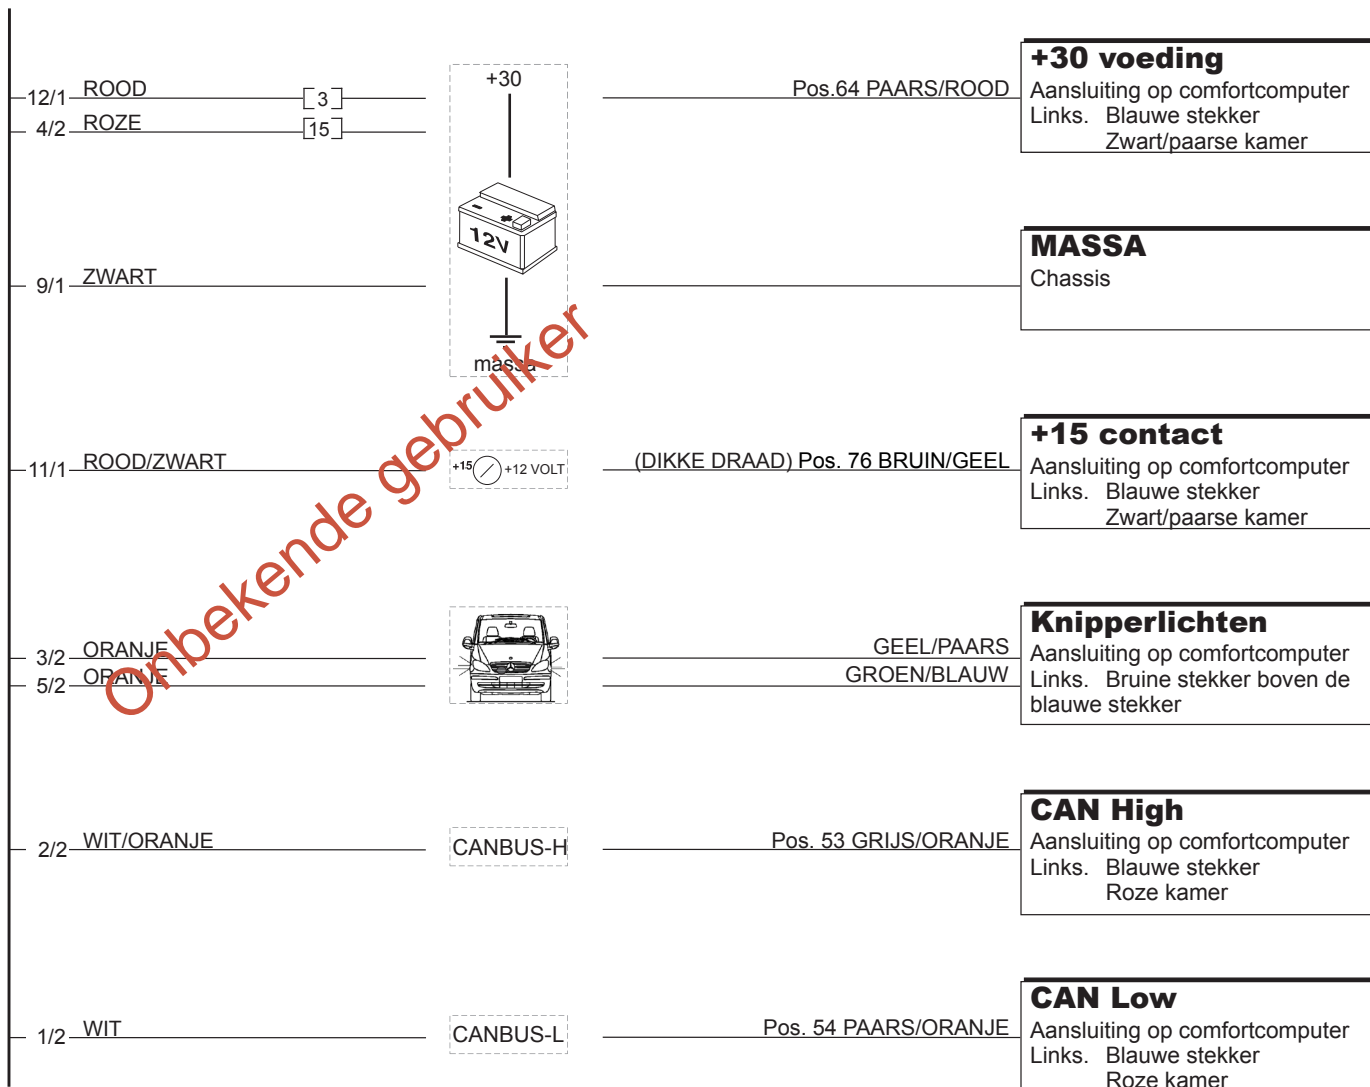 +30
12/1 ROOD [3] Pos.64 PAARS/ROOD
4/2 ROZE [15]
+30 voeding
Aansluiting op comfortcomputer
Links. Blauwe stekker
Zwart/paarse kamer
- + 12V
9/1 ZWART
massa
MASSA
Chassis
11/1 ROOD/ZWART +15 +12 VOLT (DIKKE DRAAD) Pos. 76 BRUIN/GEEL
+15 contact
Aansluiting op comfortcomputer
Links. Blauwe stekker
Zwart/paarse kamer
Onbekende gebruiker
3/2 ORANJE GEEL/PAARS
5/2 ORANJE GROEN/BLAUW
Knipperlichten
Aansluiting op comfortcomputer
Links. Bruine stekker boven de
blauwe stekker
2/2 WIT/ORANJE CANBUS-H Pos. 53 GRIJS/ORANJE
CAN High
Aansluiting op comfortcomputer
Links. Blauwe stekker
Roze kamer
1/2 WIT CANBUS-L Pos. 54 PAARS/ORANJE
CAN Low
Aansluiting op comfortcomputer
Links. Blauwe stekker
Roze kamer